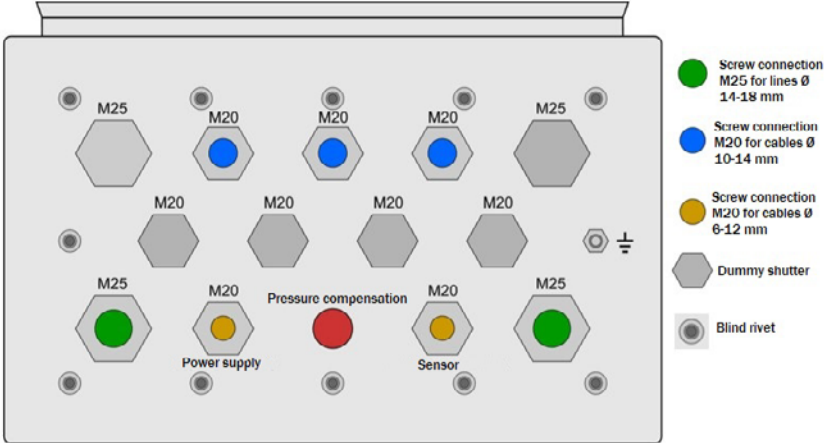 M25
M20
M20
M20
M25
M20
M20
M20
M20
M25
M20
Pressure compensation
M20
M25
Power supply
Sensor
Screw connection
M25 for lines Ø
14-18 mm
Screw connection
M20 for cables Ø
10-14 mm
Screw connection
M20 for cables Ø
6-12 mm
Dummy shutter
Blind rivet